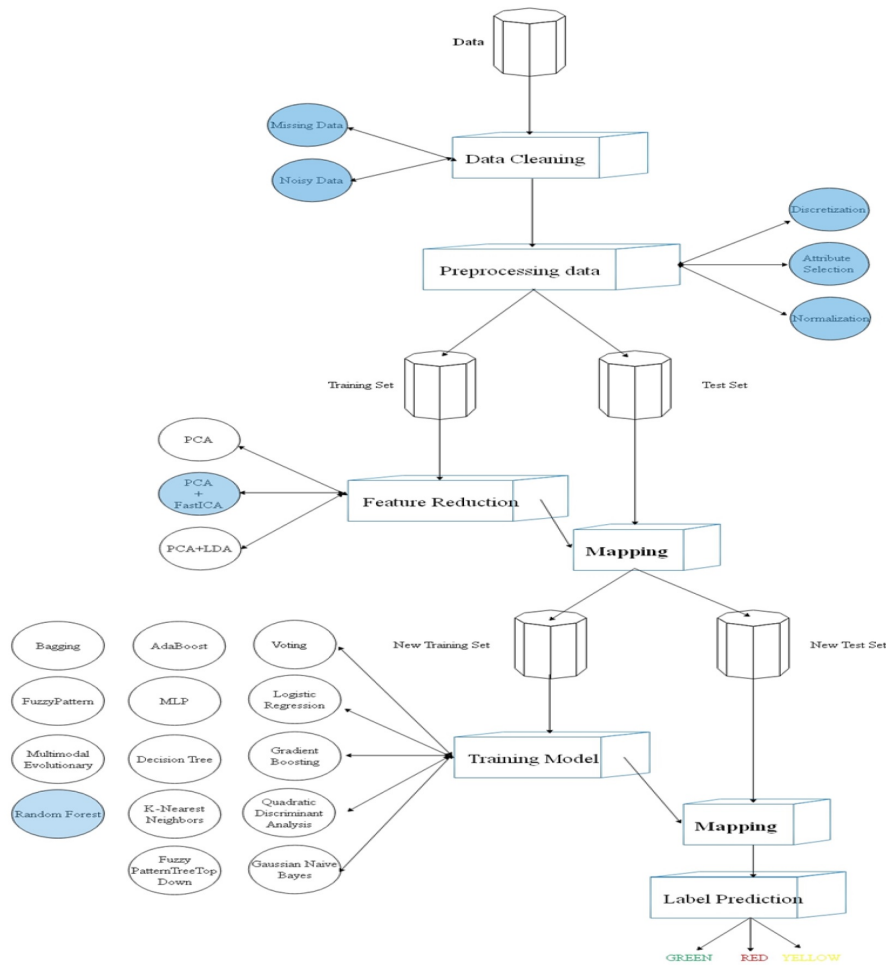 Data
Missing Data
Data Cleaning
Noisy Data
Discretization
Preprocessing data
Attribute
Selection
Normalization
Training Set
Test Set
PCA
PCA
+
FastICA
Feature Reduction
PCA+LDA
Mapping
Bagging
AdaBoost
Voting
New Training Set
New Test Set
FuzzyPattern
MLP
Logistic
Regression
Multimodal
Evolutionary
Decision Tree
Gradient
Boosting
Training Model
Random Forest
K-Nearest
Neighbors
Quadratic
Discriminant
Analysis
Mapping
Fuzzy
PatternTreeTop
Down
Gaussian Naive
Bayes
Label Prediction
GREEN
RED
YELLOW